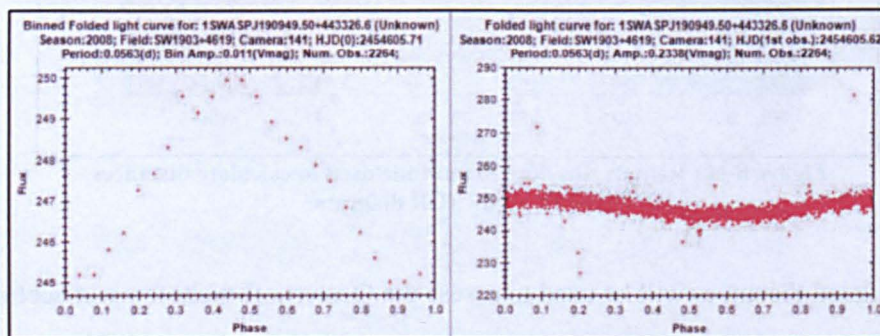 Binned Folded light curve for: 1SWASPJ190949.50+443326.6 (Unknown)
Season:2008; Field:SW1903+4619; Camera:141; HJD(0):2454605.71
Period:0.0563(d); Bin Amp.:0.011(Vmag); Num. Obs.:2264;
250
249
248
247
246
245
Flux
0.0 0.1 0.2 0.3 0.4 0.5 0.6 0.7 0.8 0.9 1.0
Phase
Folded light curve for: 1SWASPJ190949.50+443326.6 (Unknown)
Season:2008; Field:SW1903+4619; Camera:141; HJD(1st obs.):2454605.62
Period:0.0563(d); Amp.:0.2338(Vmag); Num. Obs.:2264;
290
280
270
260
250
240
230
220
Flux
0.0 0.1 0.2 0.3 0.4 0.5 0.6 0.7 0.8 0.9 1.0
Phase